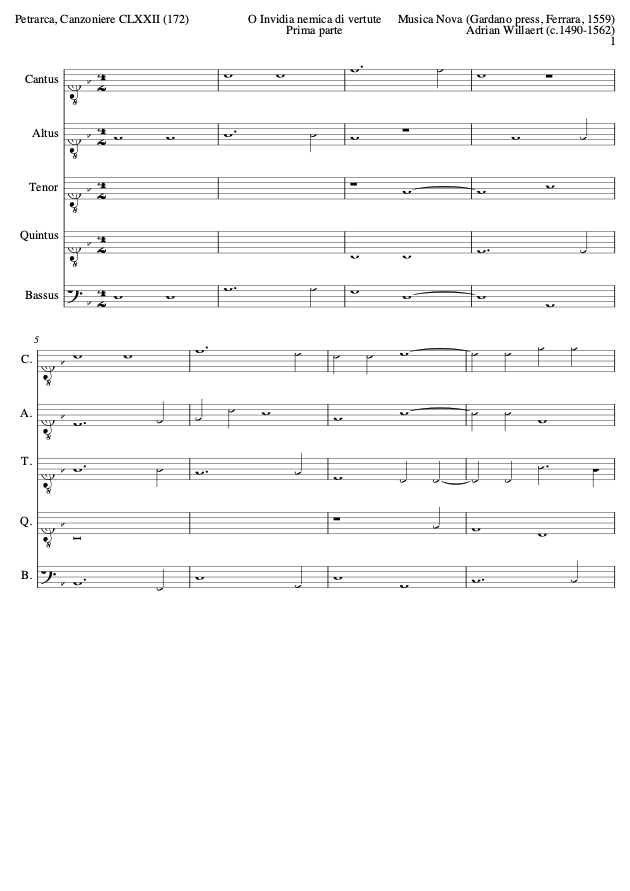 Petrarca, Canzoniere CLXXII (172) O Invidia nemica di vertute Musica Nova (Gardano press, Ferrara, 1559)
Prima parte Adrian Willaert (c.1490-1562)
1
Cantus
Altus
Tenor
Quintus
Bassus
5
C.
A.
T.
Q.
B.